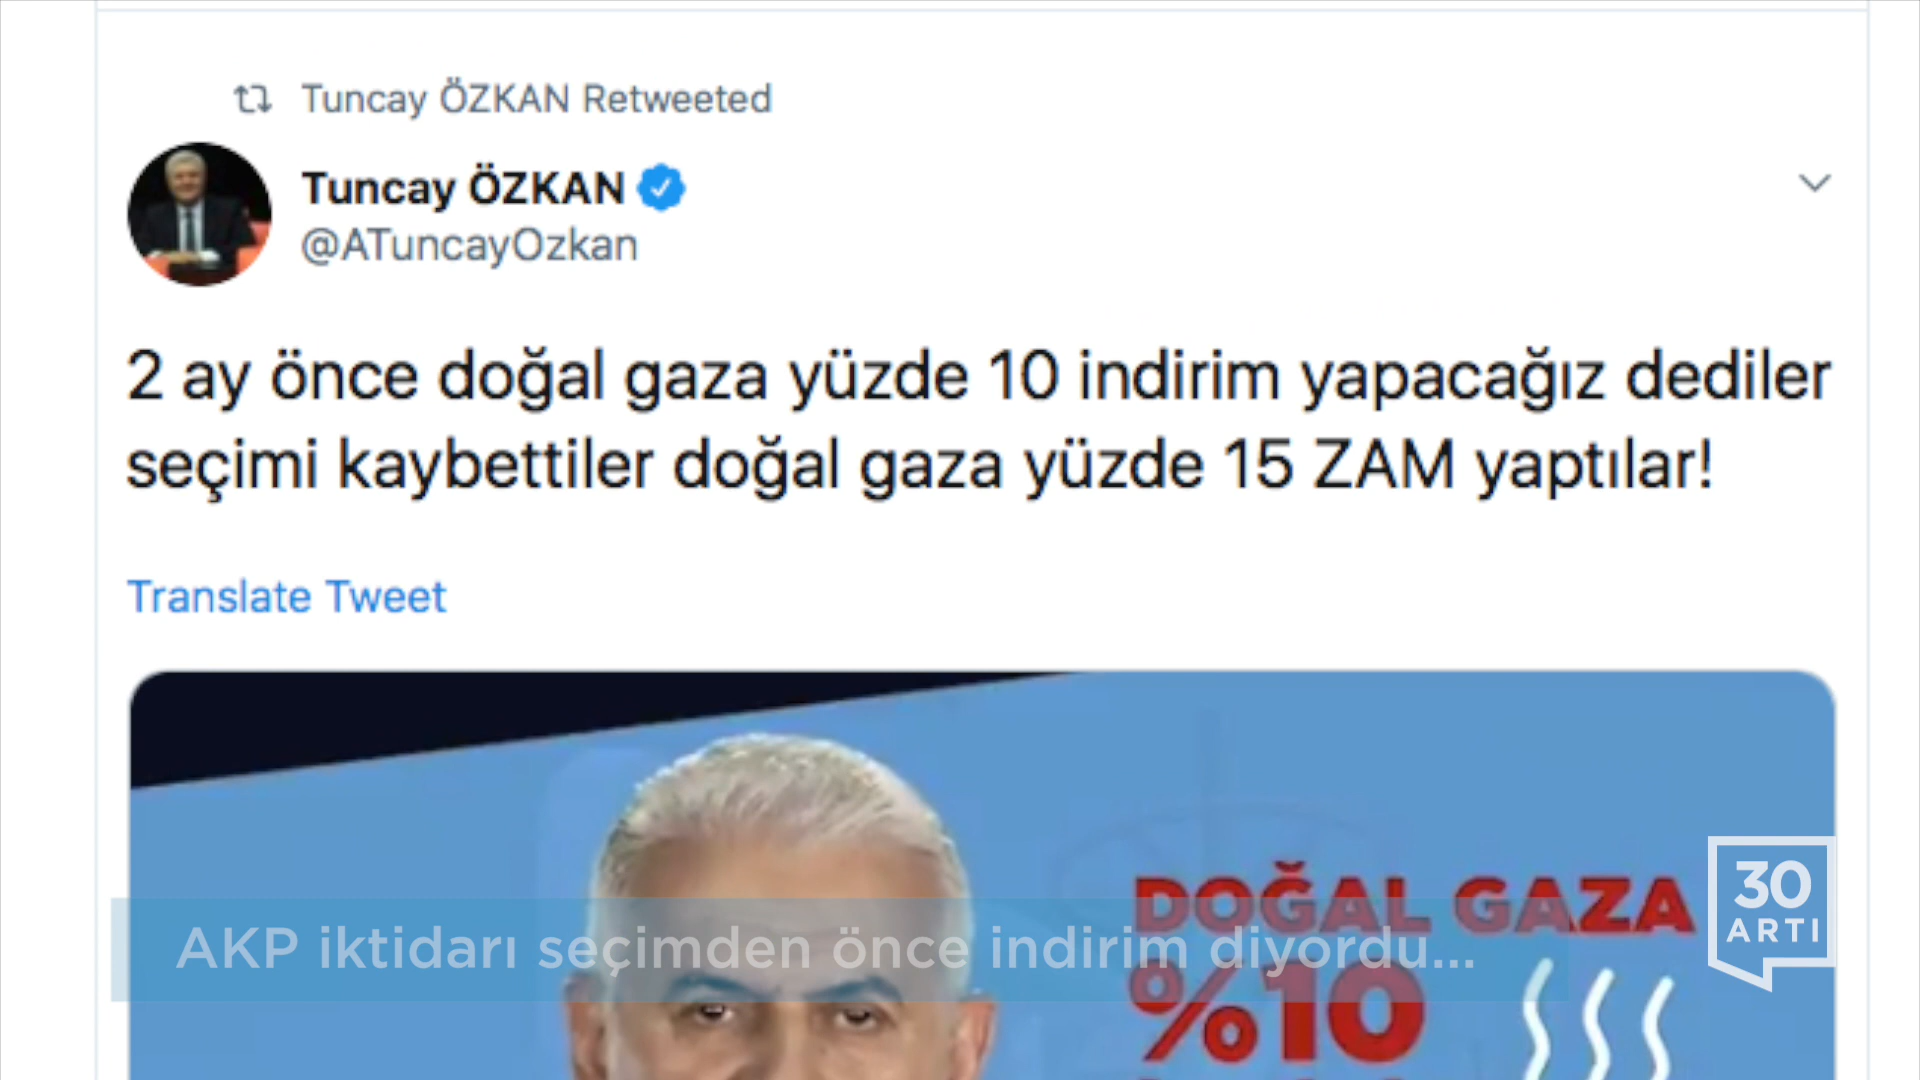 Tuncay ÖZKAN Retweeted
Tuncay ÖZKAN
@ATuncayOzkan
2 ay önce doğal gaza yüzde 10 indirim yapacağız dediler
seçimi kaybettiler doğal gaza yüzde 15 ZAM yaptılar!
Translate Tweet
DOĞAL GAZA
%10
AKP iktidarı seçimden önce indirim diyordu...
30
ARTI